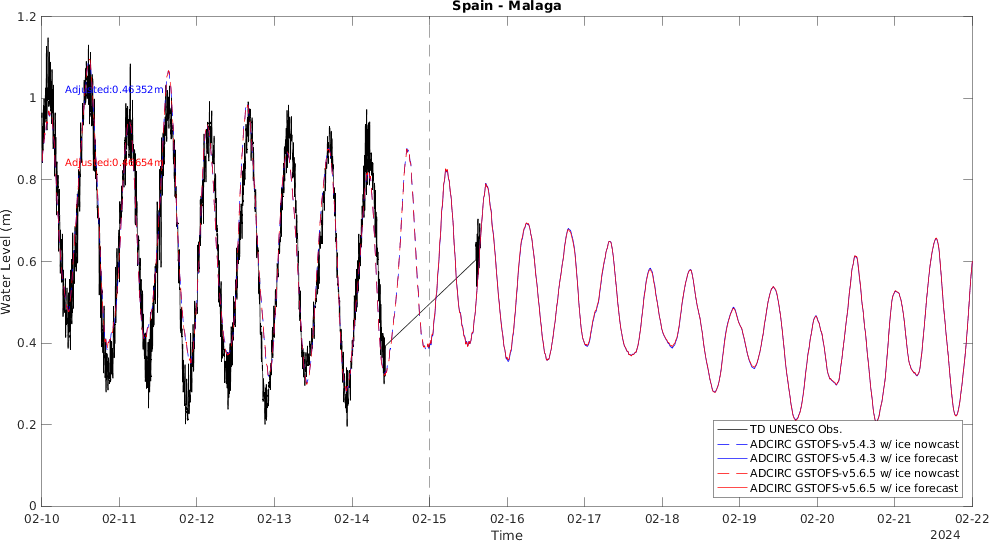 Spain - Malaga
1.2
1
0.8
0.6
0.4
0.2
0
Water Level (m)
Adjusted:0.46352m
Adjusted:0.46654m
TD UNESCO Obs.
ADCIRC GSTOFS-v5.4.3 w/ ice nowcast
ADCIRC GSTOFS-v5.4.3 w/ ice forecast
ADCIRC GSTOFS-v5.6.5 w/ ice nowcast
ADCIRC GSTOFS-v5.6.5 w/ ice forecast
02-10 02-11 02-12 02-13 02-14 02-15 02-16 02-17 02-18 02-19 02-20 02-21 02-22
Time
2024